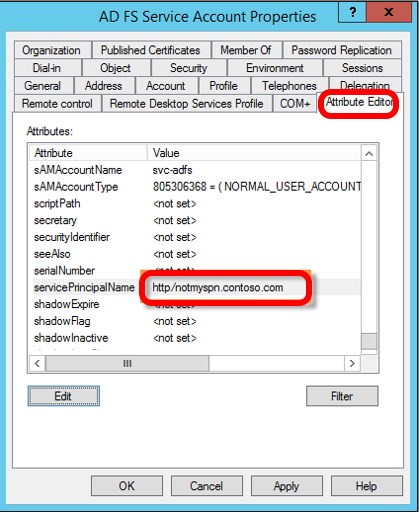 AD FS Service Account Properties
? x
Organization Published Certificates Member Of Password Replication
Dial-in Object Security Environment Sessions
General Address Account Profile Telephones Delegation
Remote control Remote Desktop Services Profile COM+ Attribute Editor
Attributes:
Attribute Value
sAMAccountName svc-adfs
sAMAccountType 805306368 = ( NORMAL_USER_ACCOUNT
scriptPath <not set>
secretary <not set>
securityIdentifier <not set>
seeAlso <not set>
serialNumber <not set>
servicePrincipalName http/notmyspn.contoso.com
shadowExpire <not set>
shadowFlag <not set>
shadowInactive <not set>
Edit Filter
OK Cancel Apply Help